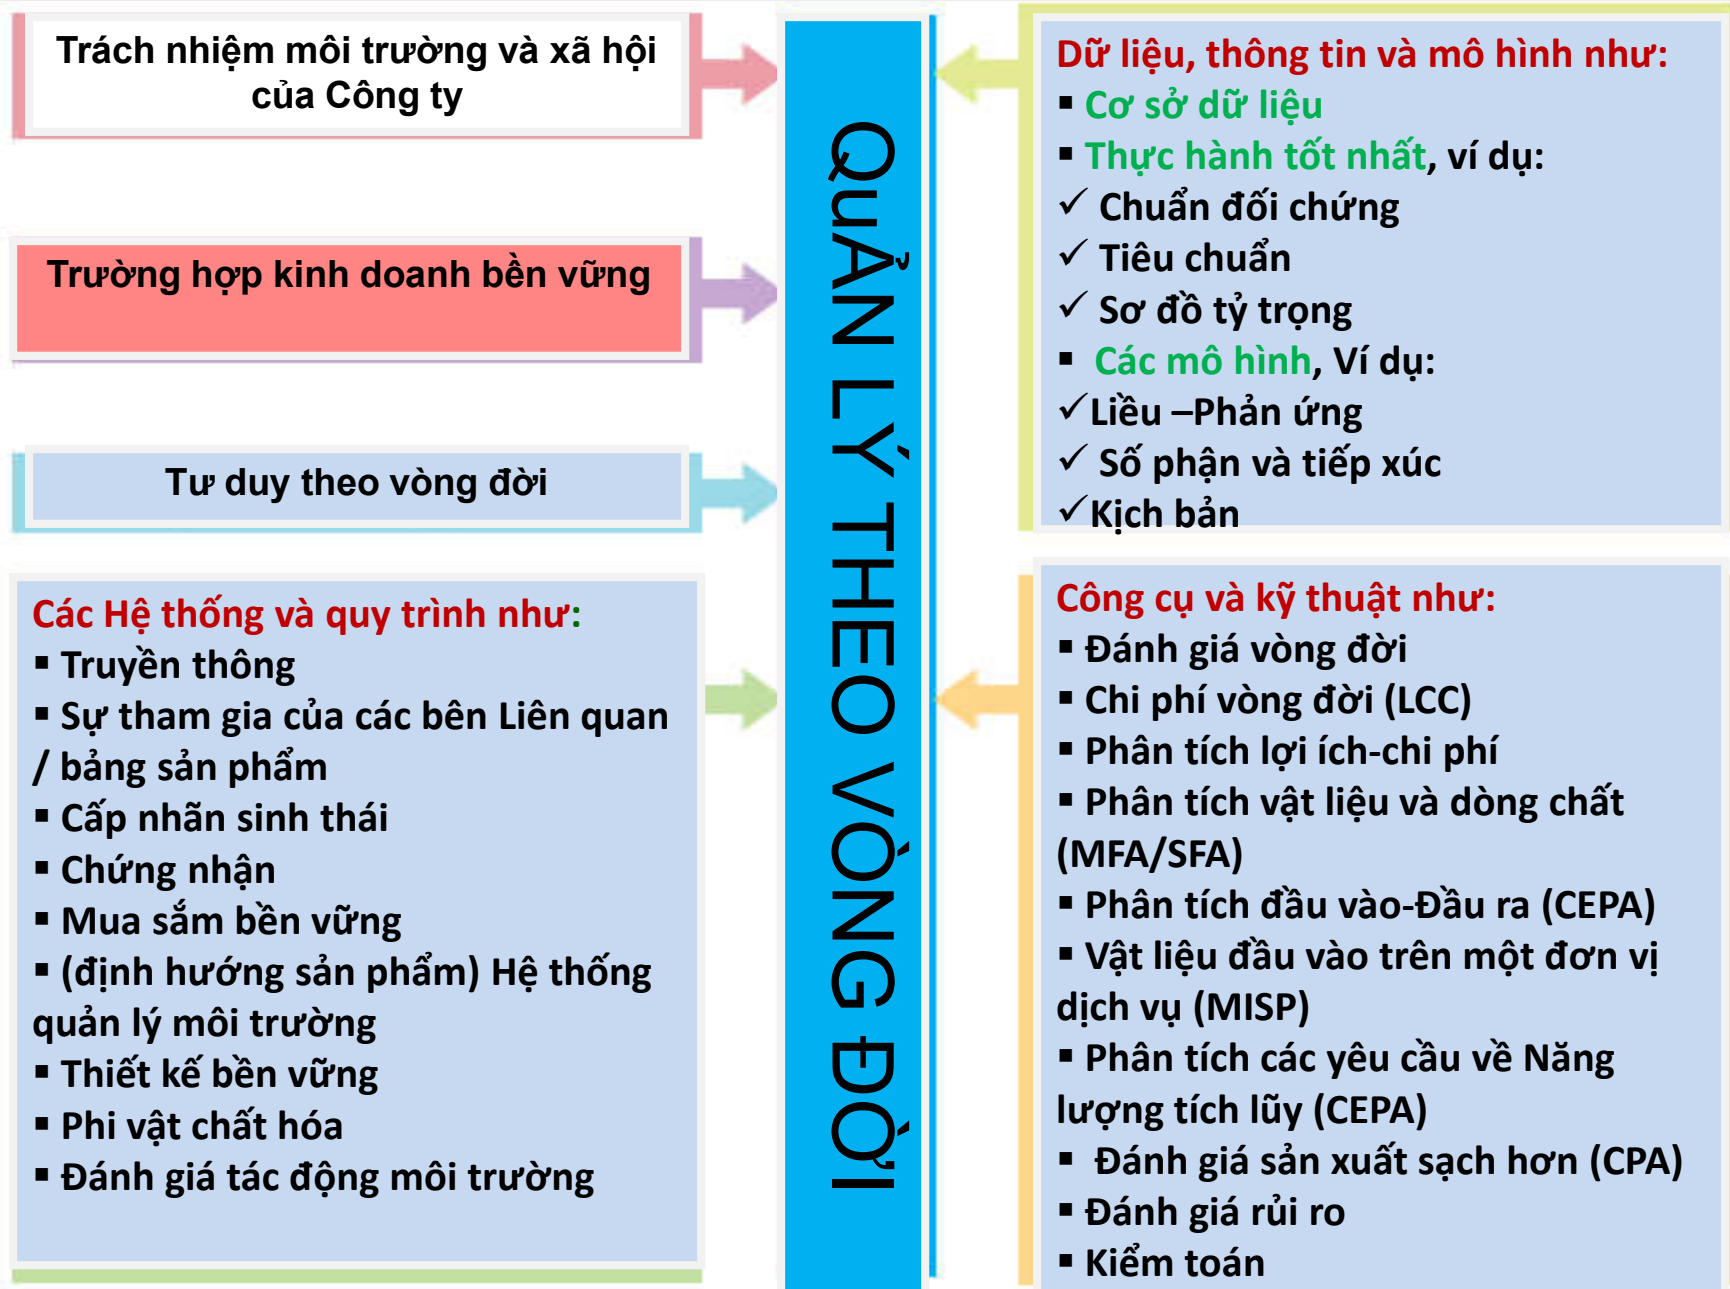 Trách nhiệm môi trường và xã hội
của Công ty
Trường hợp kinh doanh bền vững
Tư duy theo vòng đời
Các Hệ thống và quy trình như:
▪ Truyền thông
▪ Sự tham gia của các bên Liên quan
/ bảng sản phẩm
▪ Cấp nhãn sinh thái
▪ Chứng nhận
▪ Mua sắm bền vững
▪ (định hướng sản phẩm) Hệ thống
quản lý môi trường
▪ Thiết kế bền vững
▪ Phi vật chất hóa
▪ Đánh giá tác động môi trường
QuẢN LÝ THEO VÒNG ĐỜI
Dữ liệu, thông tin và mô hình như:
▪ Cơ sở dữ liệu
▪ Thực hành tốt nhất, ví dụ:
✓ Chuẩn đối chứng
✓ Tiêu chuẩn
✓ Sơ đồ tỷ trọng
▪ Các mô hình, Ví dụ:
✓Liều –Phản ứng
✓ Số phận và tiếp xúc
✓Kịch bản
Công cụ và kỹ thuật như:
▪ Đánh giá vòng đời
▪ Chi phí vòng đời (LCC)
▪ Phân tích lợi ích-chi phí
▪ Phân tích vật liệu và dòng chất
(MFA/SFA)
▪ Phân tích đầu vào-Đầu ra (CEPA)
▪ Vật liệu đầu vào trên một đơn vị
dịch vụ (MISP)
▪ Phân tích các yêu cầu về Năng
lượng tích lũy (CEPA)
▪ Đánh giá sản xuất sạch hơn (CPA)
▪ Đánh giá rủi ro
▪ Kiểm toán